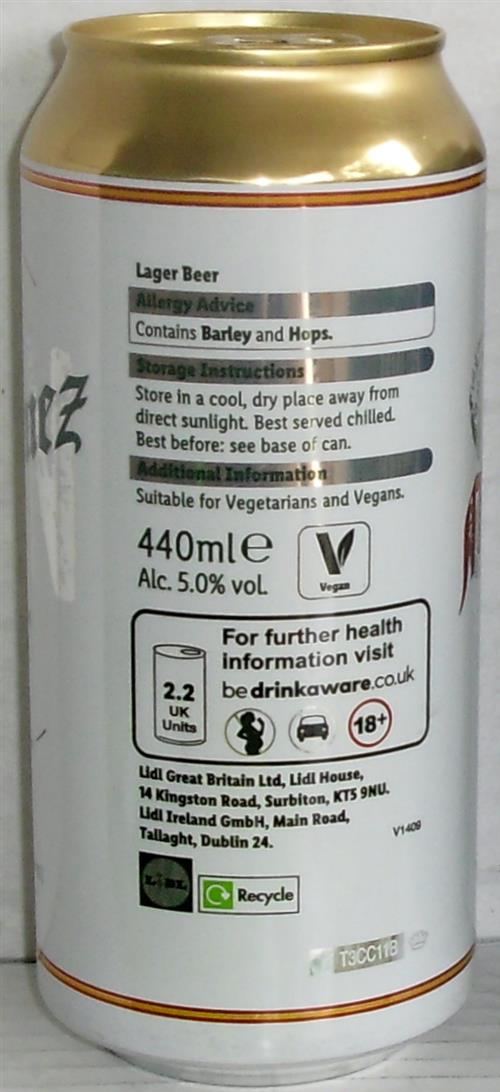 Lager Beer
Allergy Advice
Contains Barley and Hops.
Storage Instructions
Store in a cool, dry place away from
direct sunlight. Best served chilled.
Best before: see base of can.
Additional Information
Suitable for Vegetarians and Vegans.
440ml℮
Alc. 5.0% vol.
Vegan
2.2
UK
Units
For further health
information visit
bedrinkaware.co.uk
18+
Lidl Great Britain Ltd, Lidl House,
14 Kingston Road, Surbiton, KT5 9NU.
Lidl Ireland GmbH, Main Road,
Tallaght, Dublin 24.
V1409
LIDL
Recycle
T3CC11B